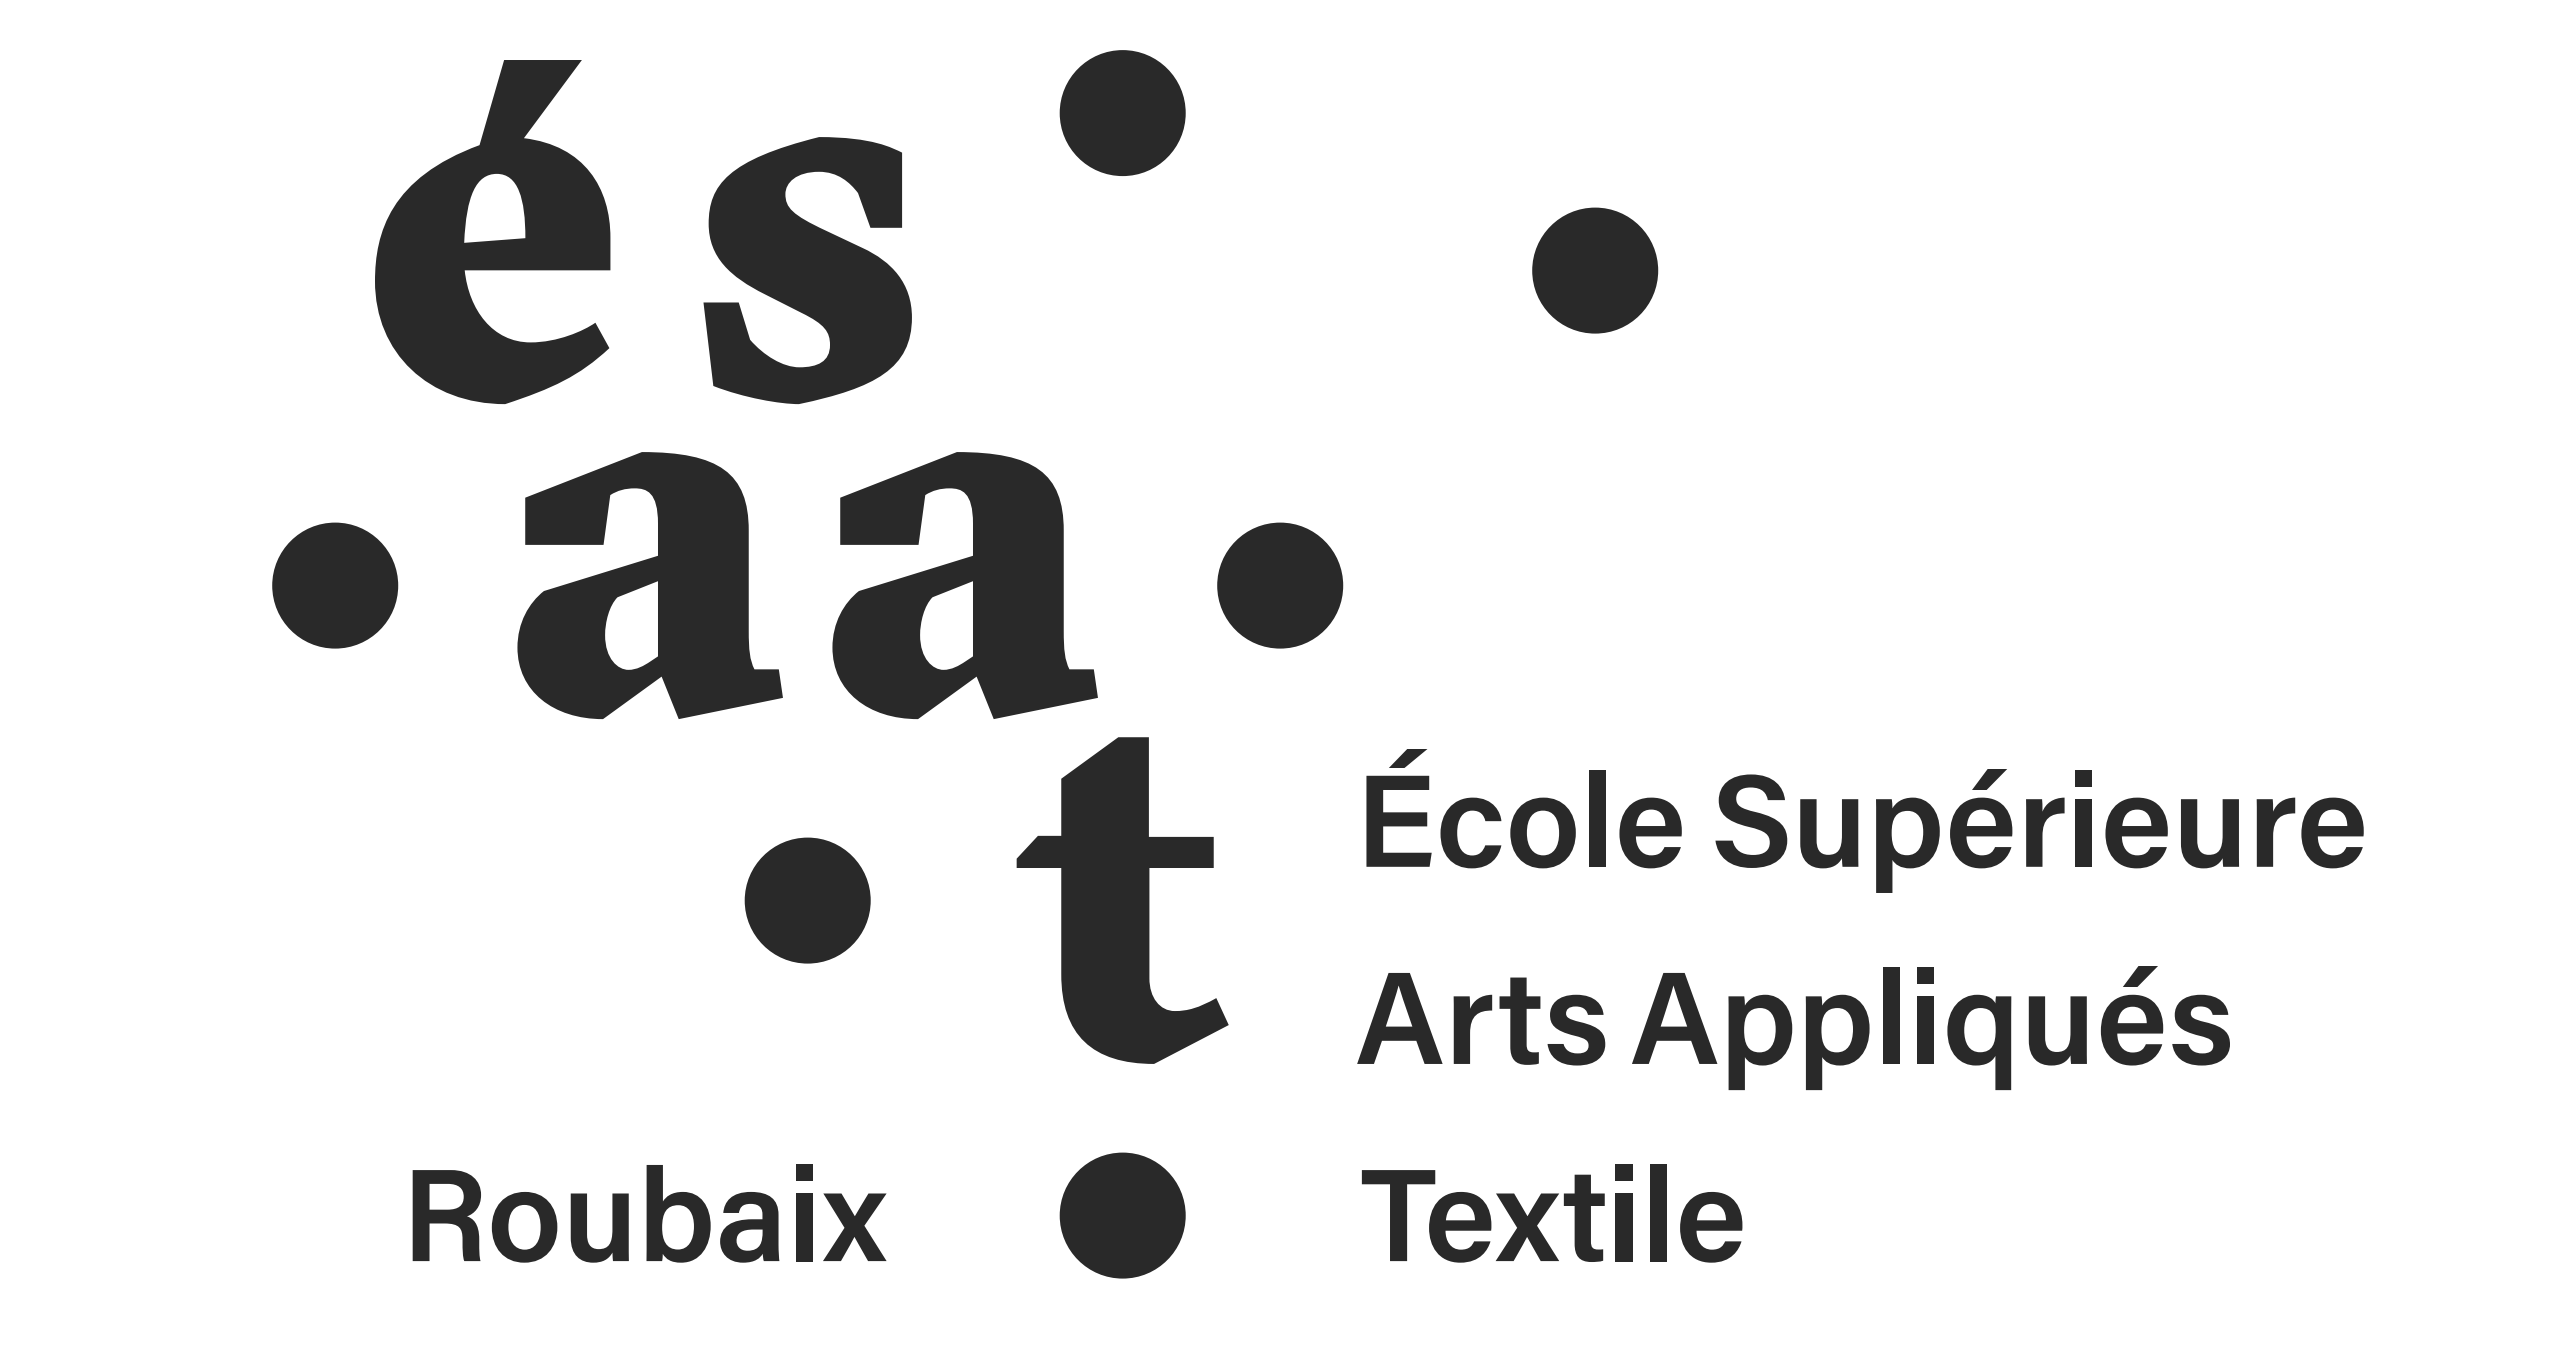 és
aa
t
École Supérieure
Arts Appliqués
Roubaix
Textile